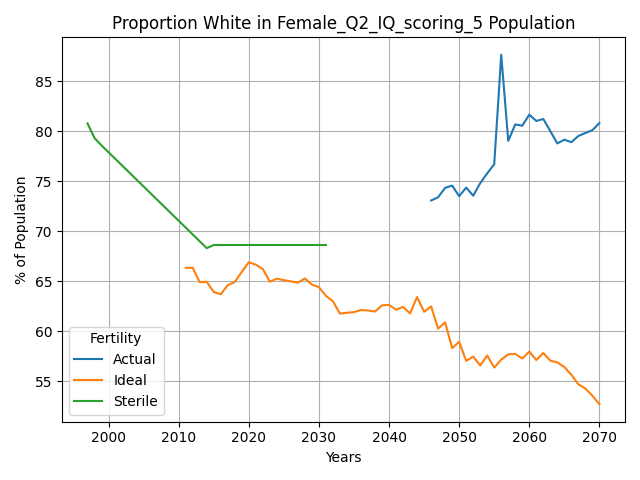 Proportion White in Female_Q2_IQ_scoring_5 Population
% of Population
85
80
75
70
65
60
55
Fertility
Actual
Ideal
Sterile
2000 2010 2020 2030 2040 2050 2060 2070
Years